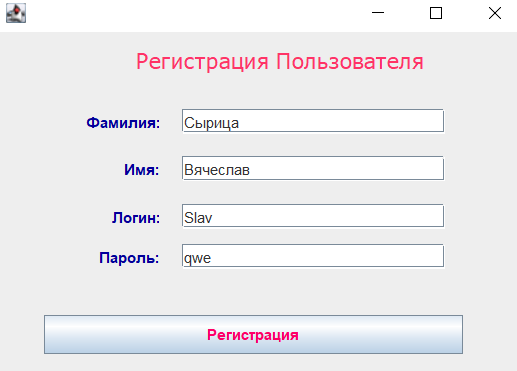 Регистрация Пользователя
Фамилия: Сырица
Имя: Вячеслав
Логин: Slav
Пароль: qwe
Регистрация